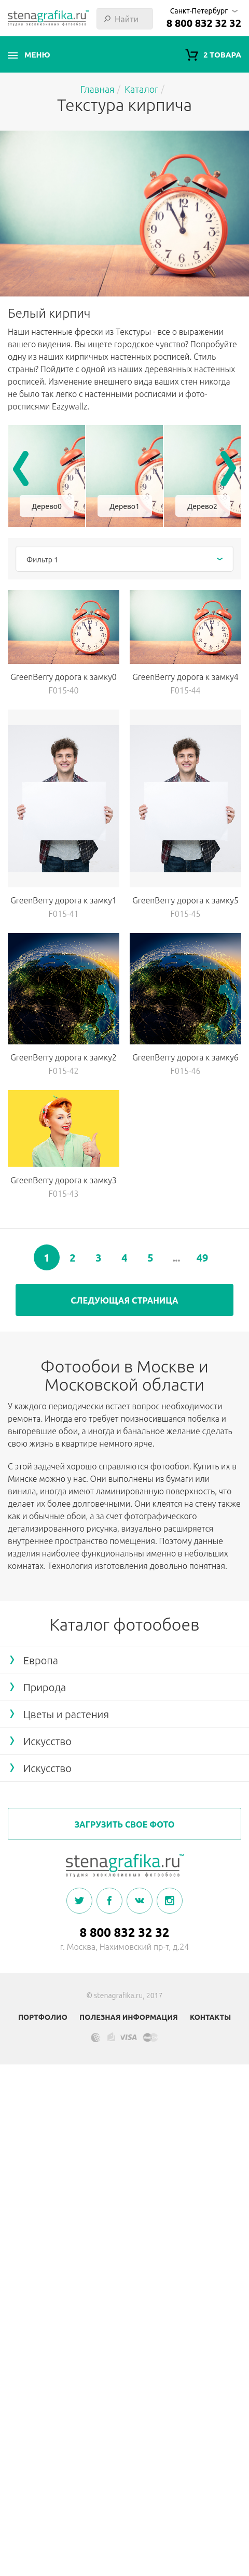 stenagrafika.ru™
студия эксклюзивных фотообоев
Найти
Санкт-Петербург
8 800 832 32 32
МЕНЮ
2 ТОВАРА
Главная / Каталог /
Текстура кирпича
Белый кирпич
Наши настенные фрески из Текстуры - все о выражении
вашего видения. Вы ищете городское чувство? Попробуйте
одну из наших кирпичных настенных росписей. Стиль
страны? Пойдите с одной из наших деревянных настенных
росписей. Изменение внешнего вида ваших стен никогда
не было так легко с настенными росписями и фото-
росписями Eazywallz.
Дерево0
Дерево1
Дерево2
Фильтр 1
GreenBerry дорога к замку0
F015-40
GreenBerry дорога к замку4
F015-44
GreenBerry дорога к замку1
F015-41
GreenBerry дорога к замку5
F015-45
GreenBerry дорога к замку2
F015-42
GreenBerry дорога к замку6
F015-46
GreenBerry дорога к замку3
F015-43
1 2 3 4 5 ... 49
СЛЕДУЮЩАЯ СТРАНИЦА
Фотообои в Москве и
Московской области
У каждого периодически встает вопрос необходимости
ремонта. Иногда его требует поизносившаяся побелка и
выгоревшие обои, а иногда и банальное желание сделать
свою жизнь в квартире немного ярче.
С этой задачей хорошо справляются фотообои. Купить их в
Минске можно у нас. Они выполнены из бумаги или
винила, иногда имеют ламинированную поверхность, что
делает их более долговечными. Они клеятся на стену также
как и обычные обои, а за счет фотографического
детализированного рисунка, визуально расширяется
внутреннее пространство помещения. Поэтому данные
изделия наиболее функциональны именно в небольших
комнатах. Технология изготовления довольно понятная.
Каталог фотообоев
Европа
Природа
Цветы и растения
Искусство
Искусство
ЗАГРУЗИТЬ СВОЕ ФОТО
stenagrafika.ru™
студия эксклюзивных фотообоев
8 800 832 32 32
г. Москва, Нахимовский пр-т, д.24
© stenagrafika.ru, 2017
ПОРТФОЛИО ПОЛЕЗНАЯ ИНФОРМАЦИЯ КОНТАКТЫ
VISA